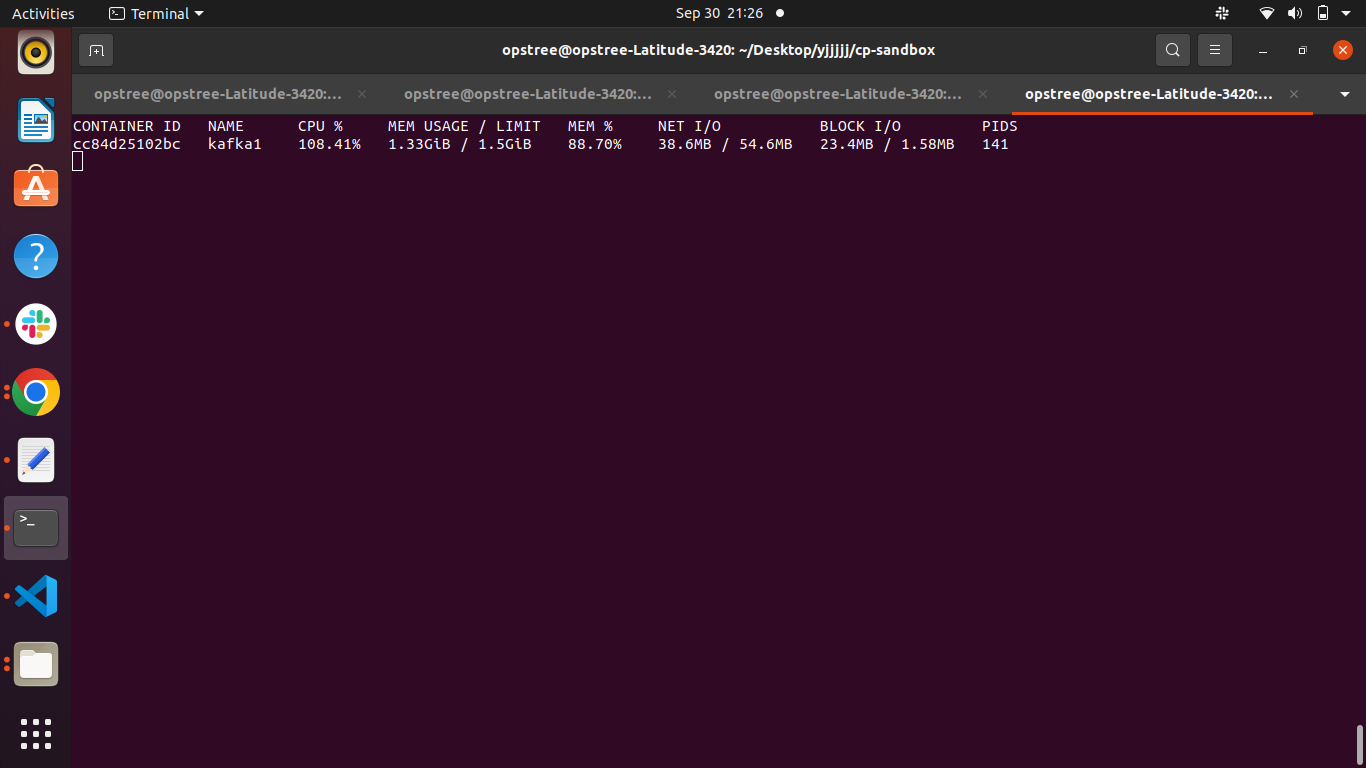 Activities Terminal Sep 30 21:26
opstree@opstree-Latitude-3420: ~/Desktop/yjjjjj/cp-sandbox
opstree@opstree-Latitude-3420:... opstree@opstree-Latitude-3420:... opstree@opstree-Latitude-3420:... opstree@opstree-Latitude-3420:...
CONTAINER ID NAME CPU % MEM USAGE / LIMIT MEM % NET I/O BLOCK I/O PIDS
cc84d25102bc kafka1 108.41% 1.33GiB / 1.5GiB 88.70% 38.6MB / 54.6MB 23.4MB / 1.58MB 141